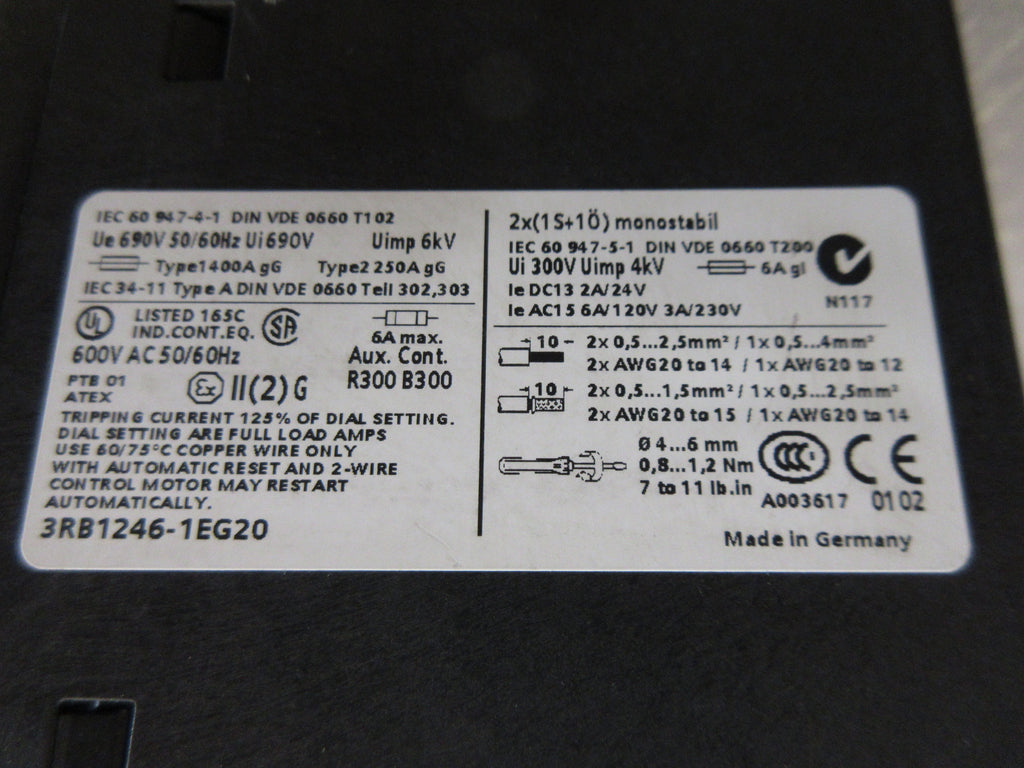 IEC 60 947-4-1 DIN VDE 0660 T102
Ue 690V 50/60Hz Ui 690V Uimp 6kV
Type1400A gG Type2 250A gG
IEC 34-11 Type A DIN VDE 0660 Teil 302,303
UL LISTED 165C
IND.CONT.EQ. SA
6A max.
600V AC 50/60Hz Aux. Cont.
R300 B300
PTB 01
ATEX
Ex II(2)G
TRIPPING CURRENT 125% OF DIAL SETTING.
DIAL SETTING ARE FULL LOAD AMPS
USE 60/75°C COPPER WIRE ONLY
WITH AUTOMATIC RESET AND 2-WIRE
CONTROL MOTOR MAY RESTART
AUTOMATICALLY.
3RB1246-1EG20
2x(1S+1Ö) monostabil
IEC 60 947-5-1 DIN VDE 0660 T200
Ui 300V Uimp 4kV 6A gl
Ie DC13 2A/24V
Ie AC15 6A/120V 3A/230V
N117
10 2x 0,5...2,5mm² / 1x 0,5...4mm²
2x AWG20 to 14 / 1x AWG20 to 12
10 2x 0,5...1,5mm² / 1x 0,5...2,5mm²
2x AWG20 to 15 / 1x AWG20 to 14
Ø 4...6 mm
0,8...1,2 Nm
7 to 11 lb.in
CCC CE
A003617 0102
Made in Germany